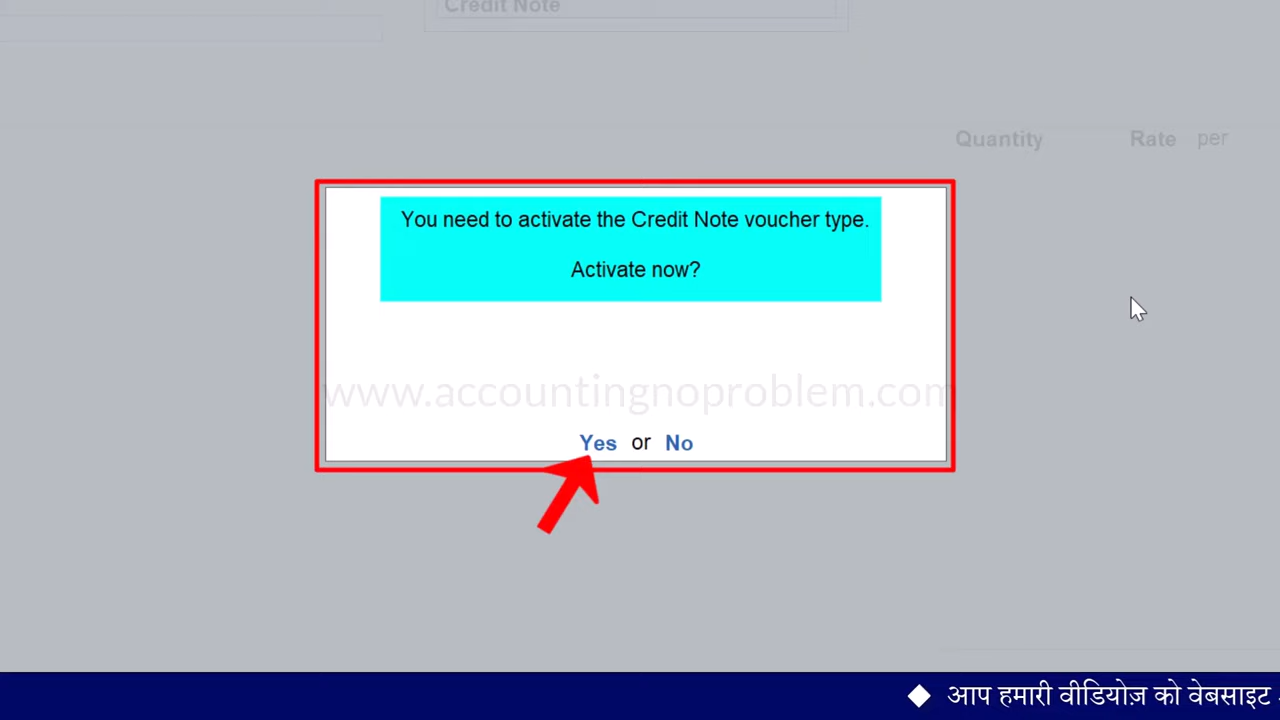 Credit Note
Quantity Rate per
You need to activate the Credit Note voucher type.
Activate now?
www.accountingnoproblem.com
Yes or No
◆ आप हमारी वीडियोज़ को वेबसाइट